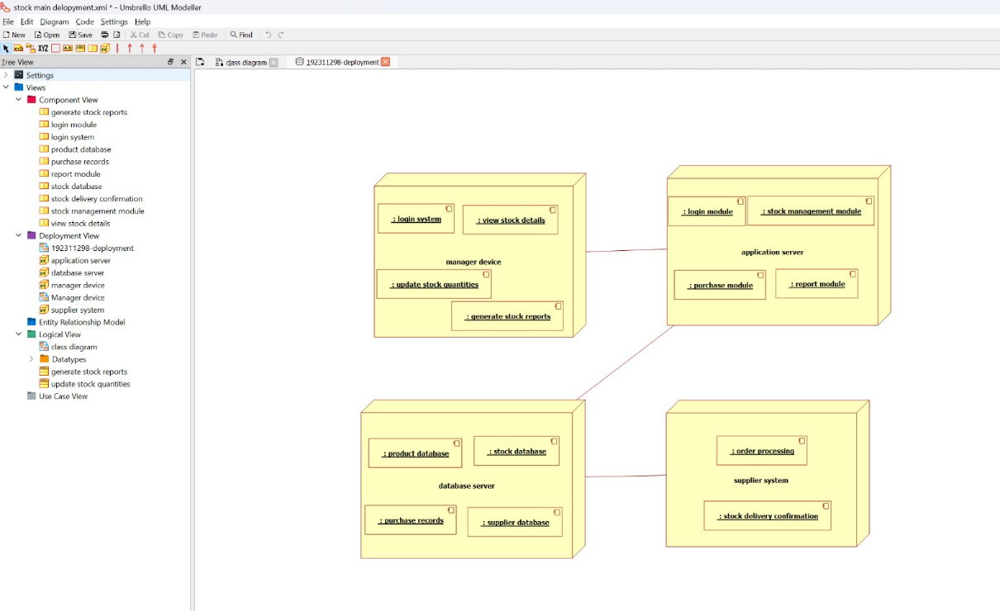 stock main delopyment.xmi * - Umbrello UML Modeller
File Edit Diagram Code Settings Help
New Open Save Cut Copy Paste Find
XYZ
Tree View
class diagram
192311298-deployment
Settings
Views
Component View
generate stock reports
login module
login system
product database
purchase records
report module
stock database
stock delivery confirmation
stock management module
view stock details
Deployment View
192311298-deployment
application server
database server
manager device
Manager device
supplier system
Entity Relationship Model
Logical View
class diagram
Datatypes
generate stock reports
update stock quantities
Use Case View
: login system
: view stock details
manager device
: update stock quantities
: generate stock reports
: login module
: stock management module
application server
: purchase module
: report module
: product database
: stock database
database server
: purchase records
: supplier database
: order processing
supplier system
: stock delivery confirmation